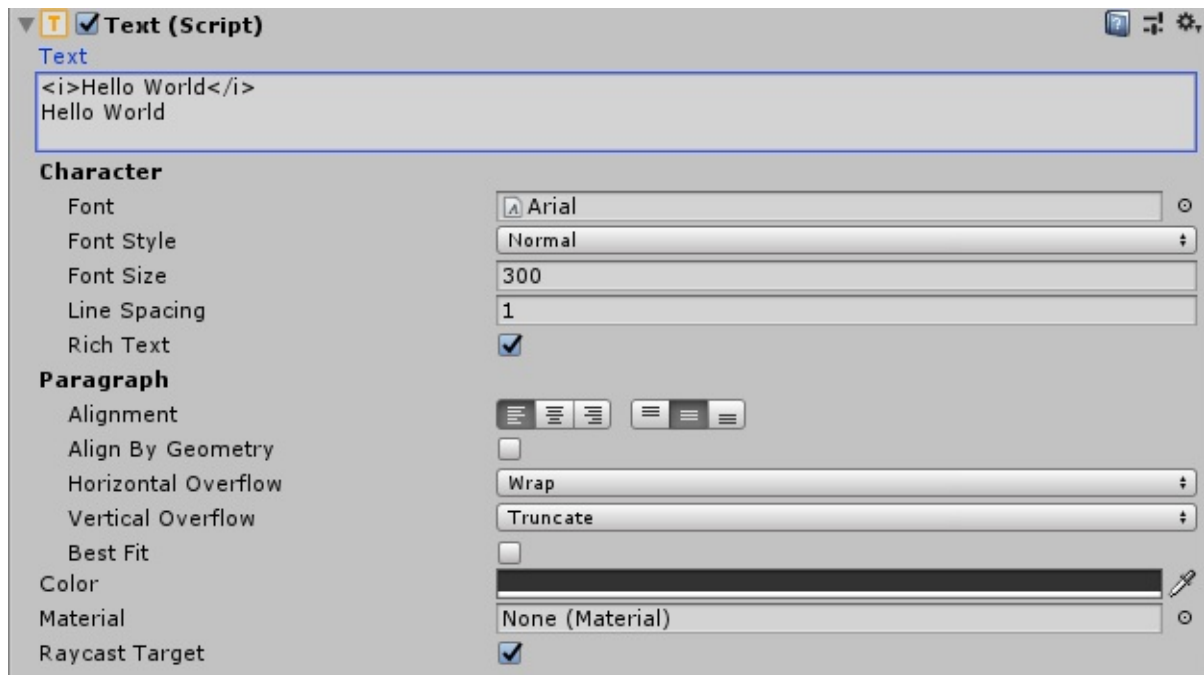 Text (Script)
Text
<i>Hello World</i>
Hello World
Character
Font Arial
Font Style Normal
Font Size 300
Line Spacing 1
Rich Text
Paragraph
Alignment
Align By Geometry
Horizontal Overflow Wrap
Vertical Overflow Truncate
Best Fit
Color
Material None (Material)
Raycast Target